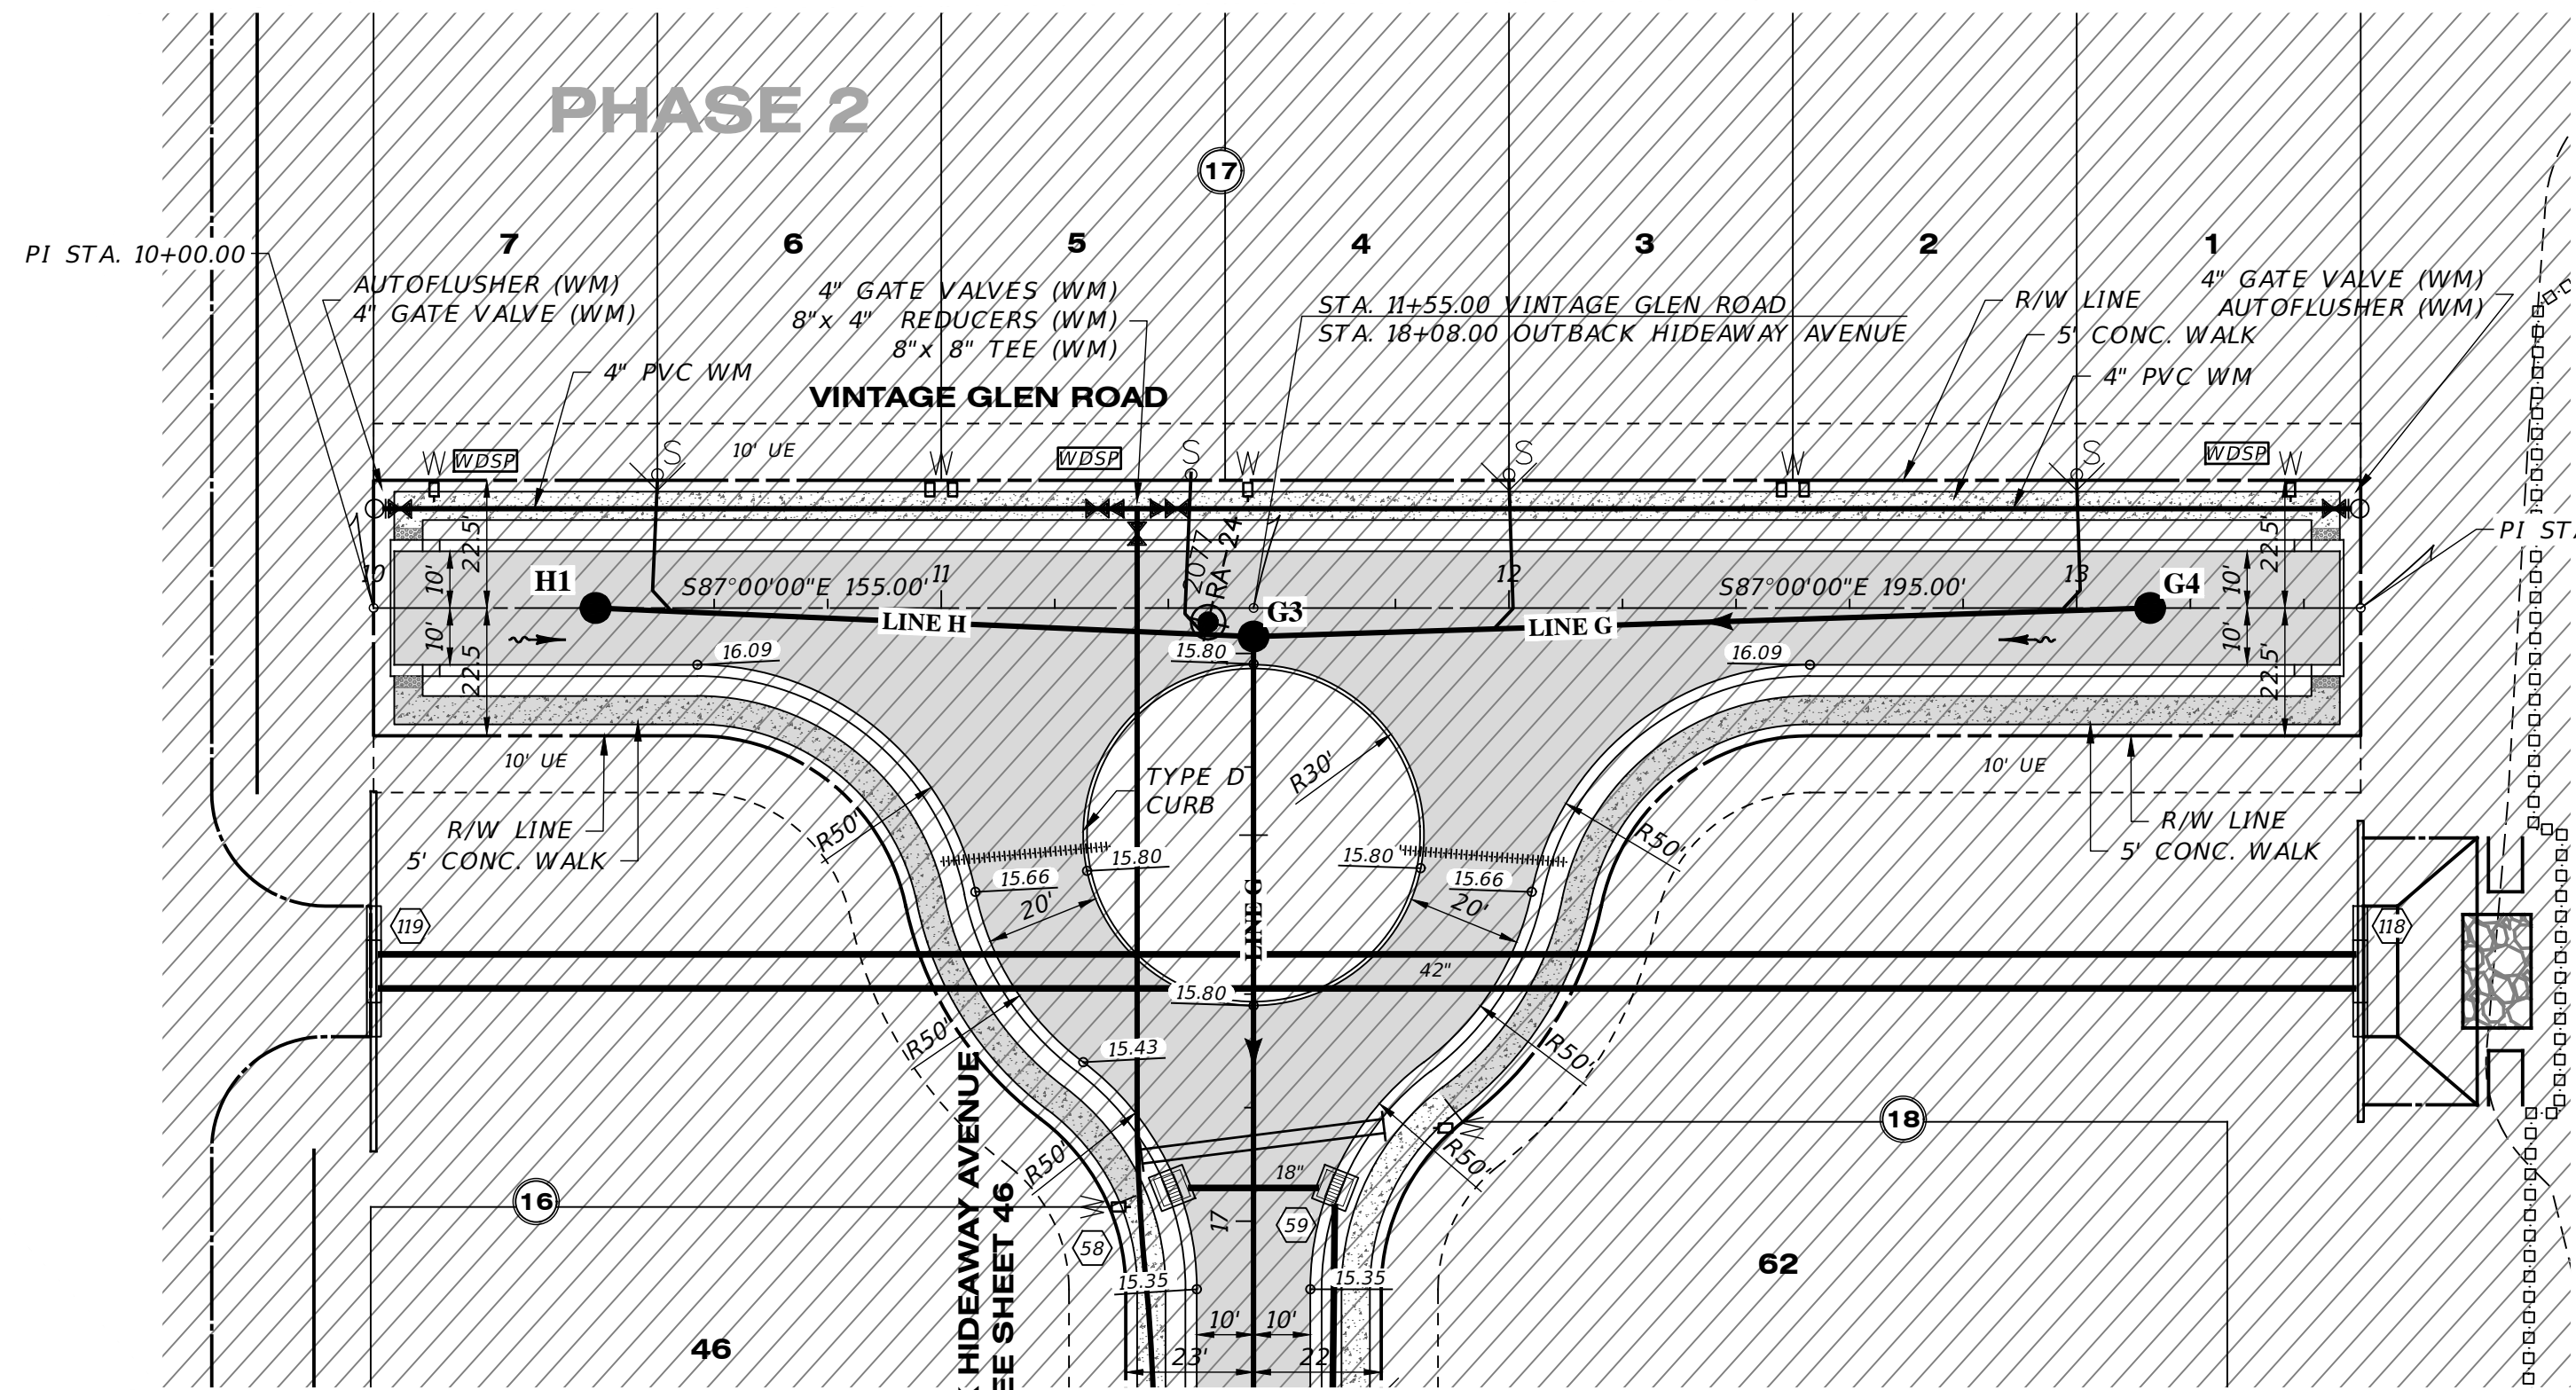 PHASE 2
17
7
6
5
4
3
2
1
PI STA. 10+00.00
AUTOFLUSHER (WM)
4" GATE VALVE (WM)
4" GATE VALVES (WM)
8"x 4" REDUCERS (WM)
8"x 8" TEE (WM)
STA. 11+55.00 VINTAGE GLEN ROAD
STA. 18+08.00 OUTBACK HIDEAWAY AVENUE
R/W LINE
5' CONC. WALK
4" PVC WM
4" GATE VALVE (WM)
AUTOFLUSHER (WM)
4" PVC WM
VINTAGE GLEN ROAD
10' UE
W
WDSP
S
W
WDSP
S
W
S
W
S
WDSP
W
PI STA
10
11
12
13
22.5'
10'
10'
22.5
H1
S87°00'00"E 155.00'
LINE H
2077
RA-24
G3
S87°00'00"E 195.00'
LINE G
G4
22.5'
10'
10'
22.5'
16.09
15.80
16.09
10' UE
R/W LINE
5' CONC. WALK
R50'
TYPE D
CURB
R30'
R50'
10' UE
R/W LINE
5' CONC. WALK
15.80
15.66
20'
15.80
15.66
20'
LINE G
119
118
42"
15.80
R50'
15.43
R50'
HIDEAWAY AVENUE
EE SHEET 46
R50'
R50'
W
W
18
16
18"
17
58
59
15.35
15.35
10'
10'
23'
22
46
62